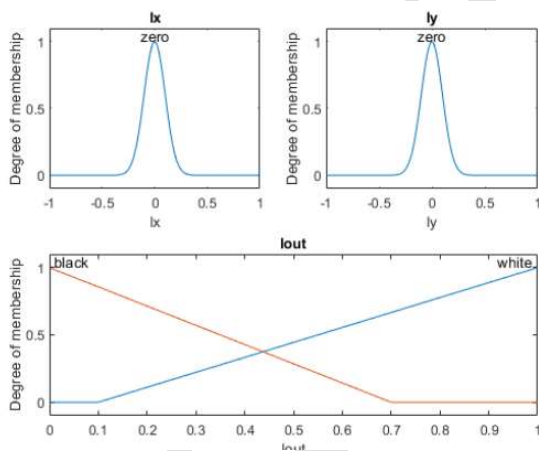 Ix
zero
Degree of membership
1
0.5
0
-1 -0.5 0 0.5 1
Ix
Iy
zero
Degree of membership
1
0.5
0
-1 -0.5 0 0.5 1
Iy
Iout
black
white
Degree of membership
1
0.5
0
0 0.1 0.2 0.3 0.4 0.5 0.6 0.7 0.8 0.9 1
Iout